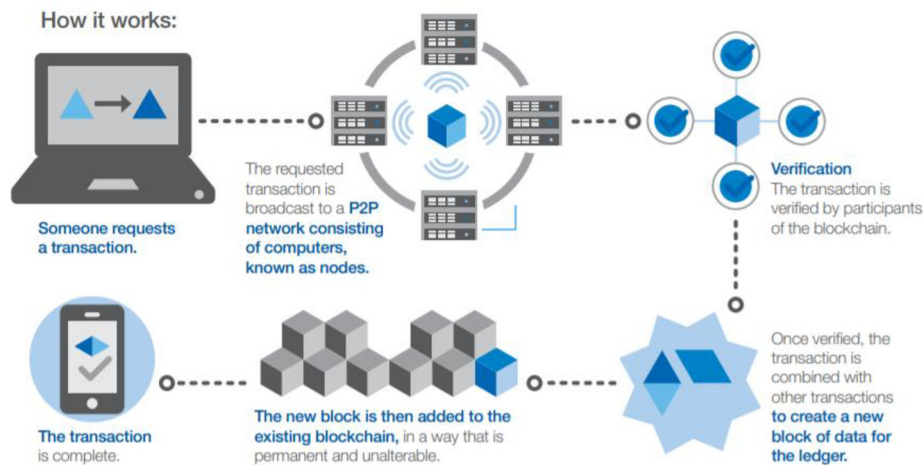 How it works:
Someone requests
a transaction.
The requested
transaction is
broadcast to a P2P
network consisting
of computers,
known as nodes.
Verification
The transaction is
verified by participants
of the blockchain.
Once verified, the
transaction is
combined with
other transactions
to create a new
block of data for
the ledger.
The new block is then added to the
existing blockchain, in a way that is
permanent and unalterable.
The transaction
is complete.